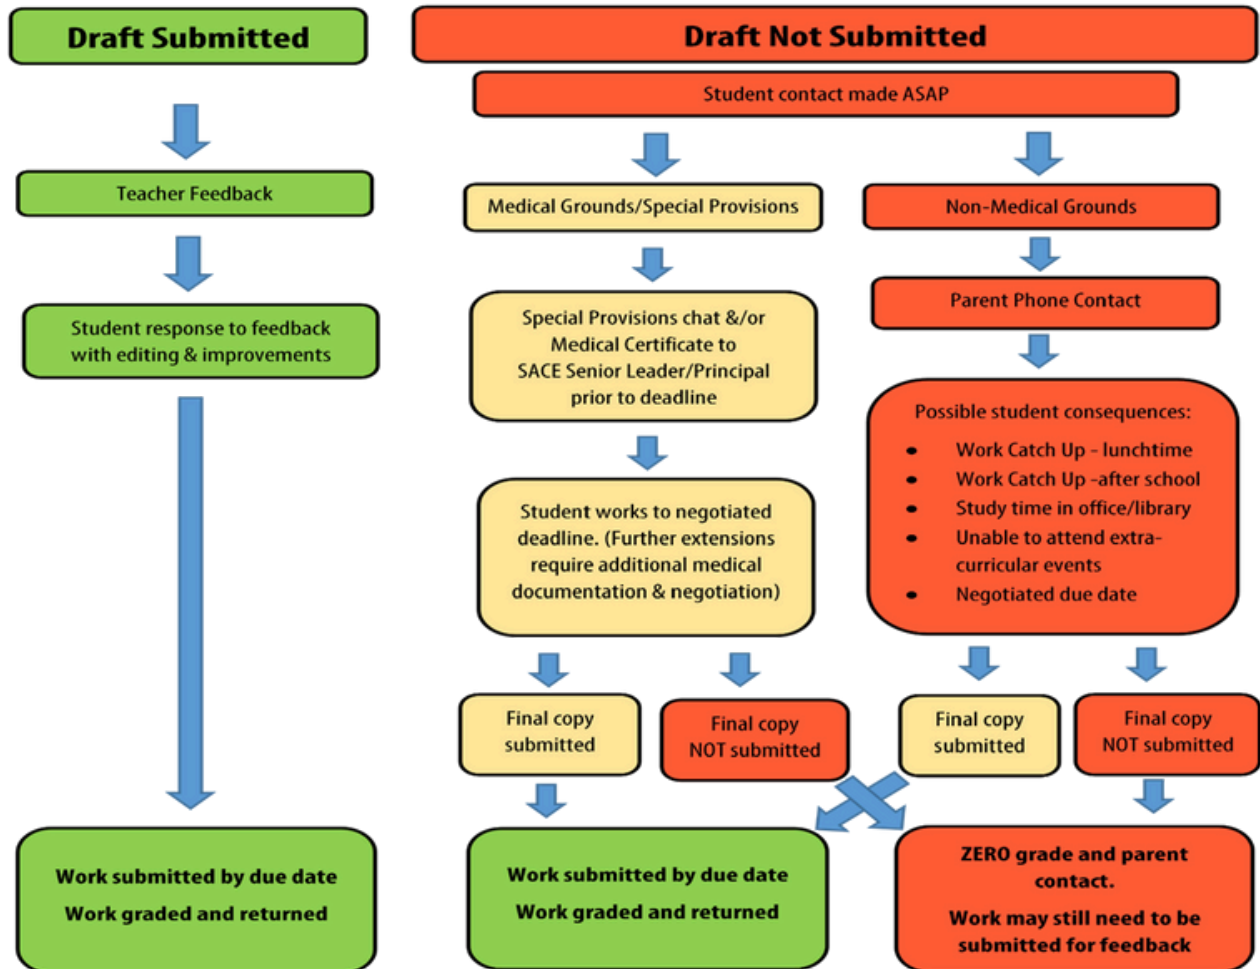 Draft Submitted
Teacher Feedback
Student response to feedback
with editing & improvements
Work submitted by due date
Work graded and returned
Draft Not Submitted
Student contact made ASAP
Medical Grounds/Special Provisions
Special Provisions chat &/or
Medical Certificate to
SACE Senior Leader/Principal
prior to deadline
Student works to negotiated
deadline. (Further extensions
require additional medical
documentation & negotiation)
Final copy
submitted
Final copy
NOT submitted
Work submitted by due date
Work graded and returned
Non-Medical Grounds
Parent Phone Contact
Possible student consequences:
• Work Catch Up - lunchtime
• Work Catch Up -after school
• Study time in office/library
• Unable to attend extra-
curricular events
• Negotiated due date
Final copy
submitted
Final copy
NOT submitted
ZERO grade and parent
contact.
Work may still need to be
submitted for feedback